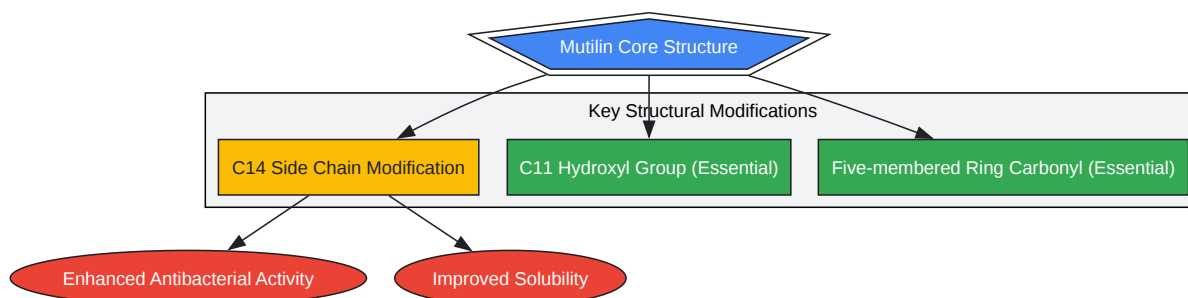 Mutilin Core Structure
Key Structural Modifications
C14 Side Chain Modification
C11 Hydroxyl Group (Essential)
Five-membered Ring Carbonyl (Essential)
Enhanced Antibacterial Activity
Improved Solubility